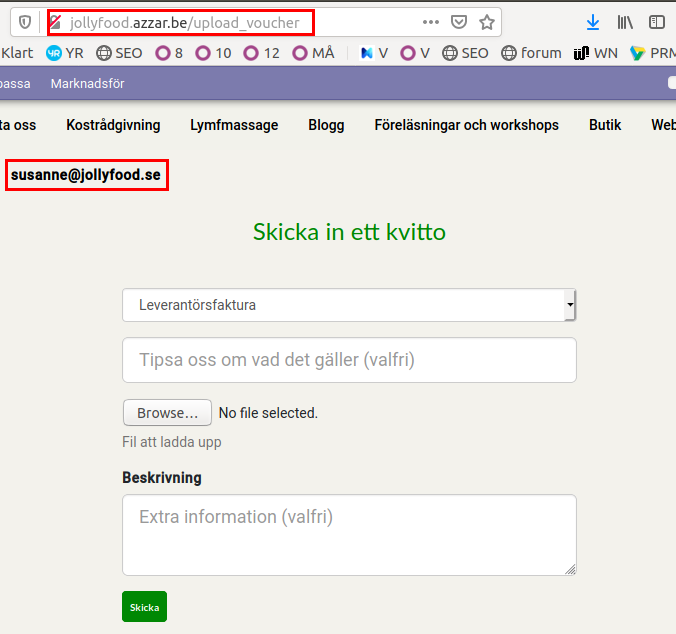 jollyfood.azzar.be/upload_voucher
Klart YR SEO 8 10 12 MÅ V V SEO forum WN PRM
passa Marknadsför
ta oss Kostrådgivning Lymfmassage Blogg Föreläsningar och workshops Butik Web
susanne@jollyfood.se
Skicka in ett kvitto
Leverantörsfaktura
Tipsa oss om vad det gäller (valfri)
Browse... No file selected.
Fil att ladda upp
Beskrivning
Extra information (valfri)
Skicka